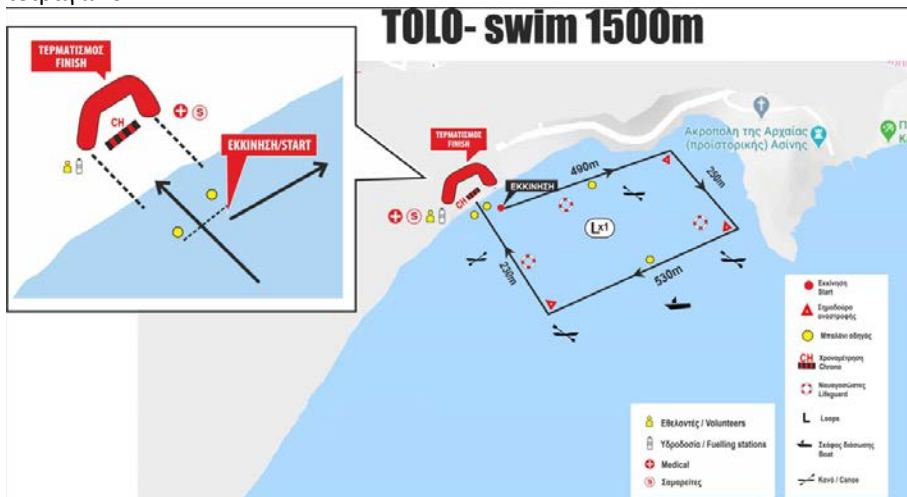 TOLO- swim 1500m
ΤΕΡΜΑΤΙΣΜΟΣ
FINISH
CH
S
ΕΚΚΙΝΗΣΗ/START
ΤΕΡΜΑΤΙΣΜΟΣ
FINISH
CH
S
ΕΚΚΙΝΗΣΗ
490m
250m
530m
230m
Lx1
Ακροπολη της Αρχαίας
(προϊστορικής) Ασίνης
Π
Κ
Εκκίνηση
Start
Σημαδούρα
αναστροφής
Μπαλόνι οδηγός
CH
Χρονομέτρηση
Chrono
Ναυαγοσώστες
Lifeguard
L
Loops
Σκάφος διάσωσης
Boat
Κανό / Canoe
Εθελοντές / Volunteers
Υδροδοσία / Fuelling stations
Medical
S
Σαμαρείτες